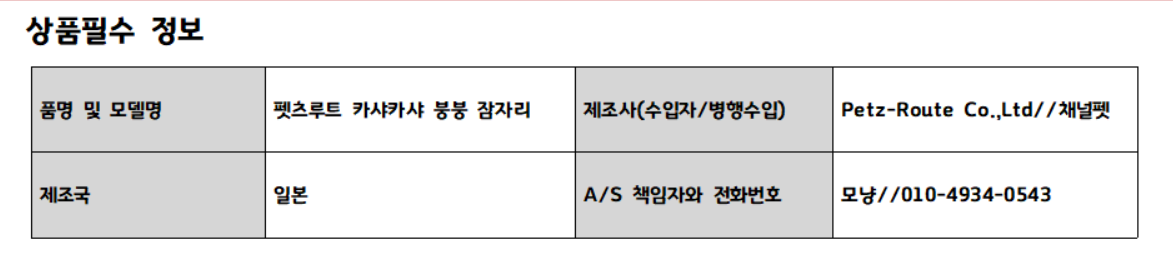 상품필수 정보
품명 및 모델명 펫츠루트 카샤카샤 붕붕 잠자리 제조사(수입자/병행수입) Petz-Route Co.,Ltd//채널펫
제조국 일본 A/S 책임자와 전화번호 모냥//010-4934-0543